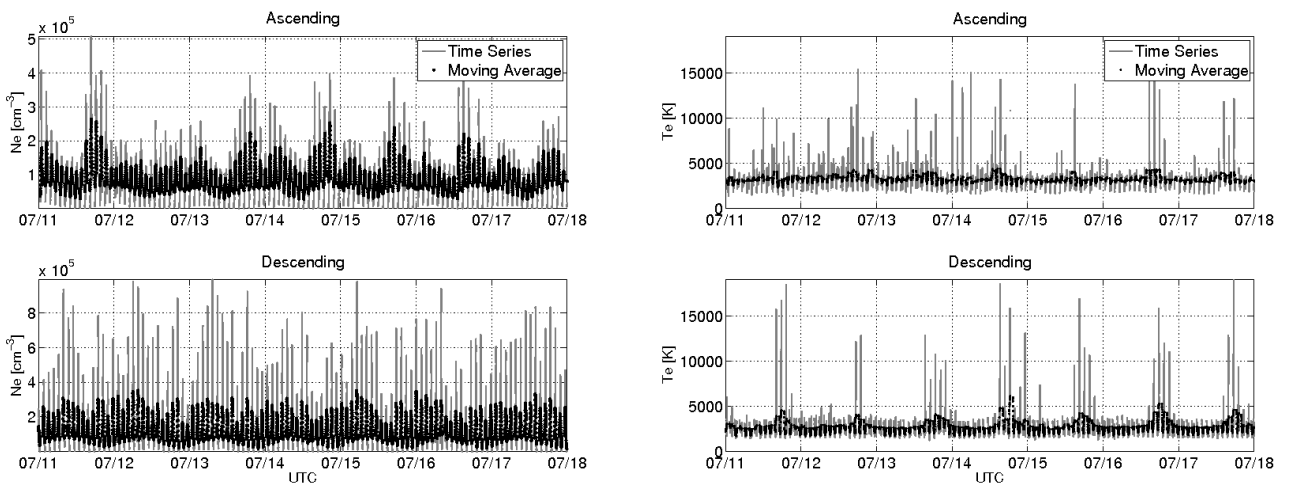 Ascending
x 10⁵
Ne [cm⁻³]
5
4
3
2
1
Time Series
Moving Average
07/11 07/12 07/13 07/14 07/15 07/16 07/17 07/18
Ascending
Te [K]
15000
10000
5000
0
Time Series
Moving Average
07/11 07/12 07/13 07/14 07/15 07/16 07/17 07/18
Descending
x 10⁵
Ne [cm⁻³]
8
6
4
2
07/11 07/12 07/13 07/14 07/15 07/16 07/17 07/18
UTC
Descending
Te [K]
15000
10000
5000
0
07/11 07/12 07/13 07/14 07/15 07/16 07/17 07/18
UTC